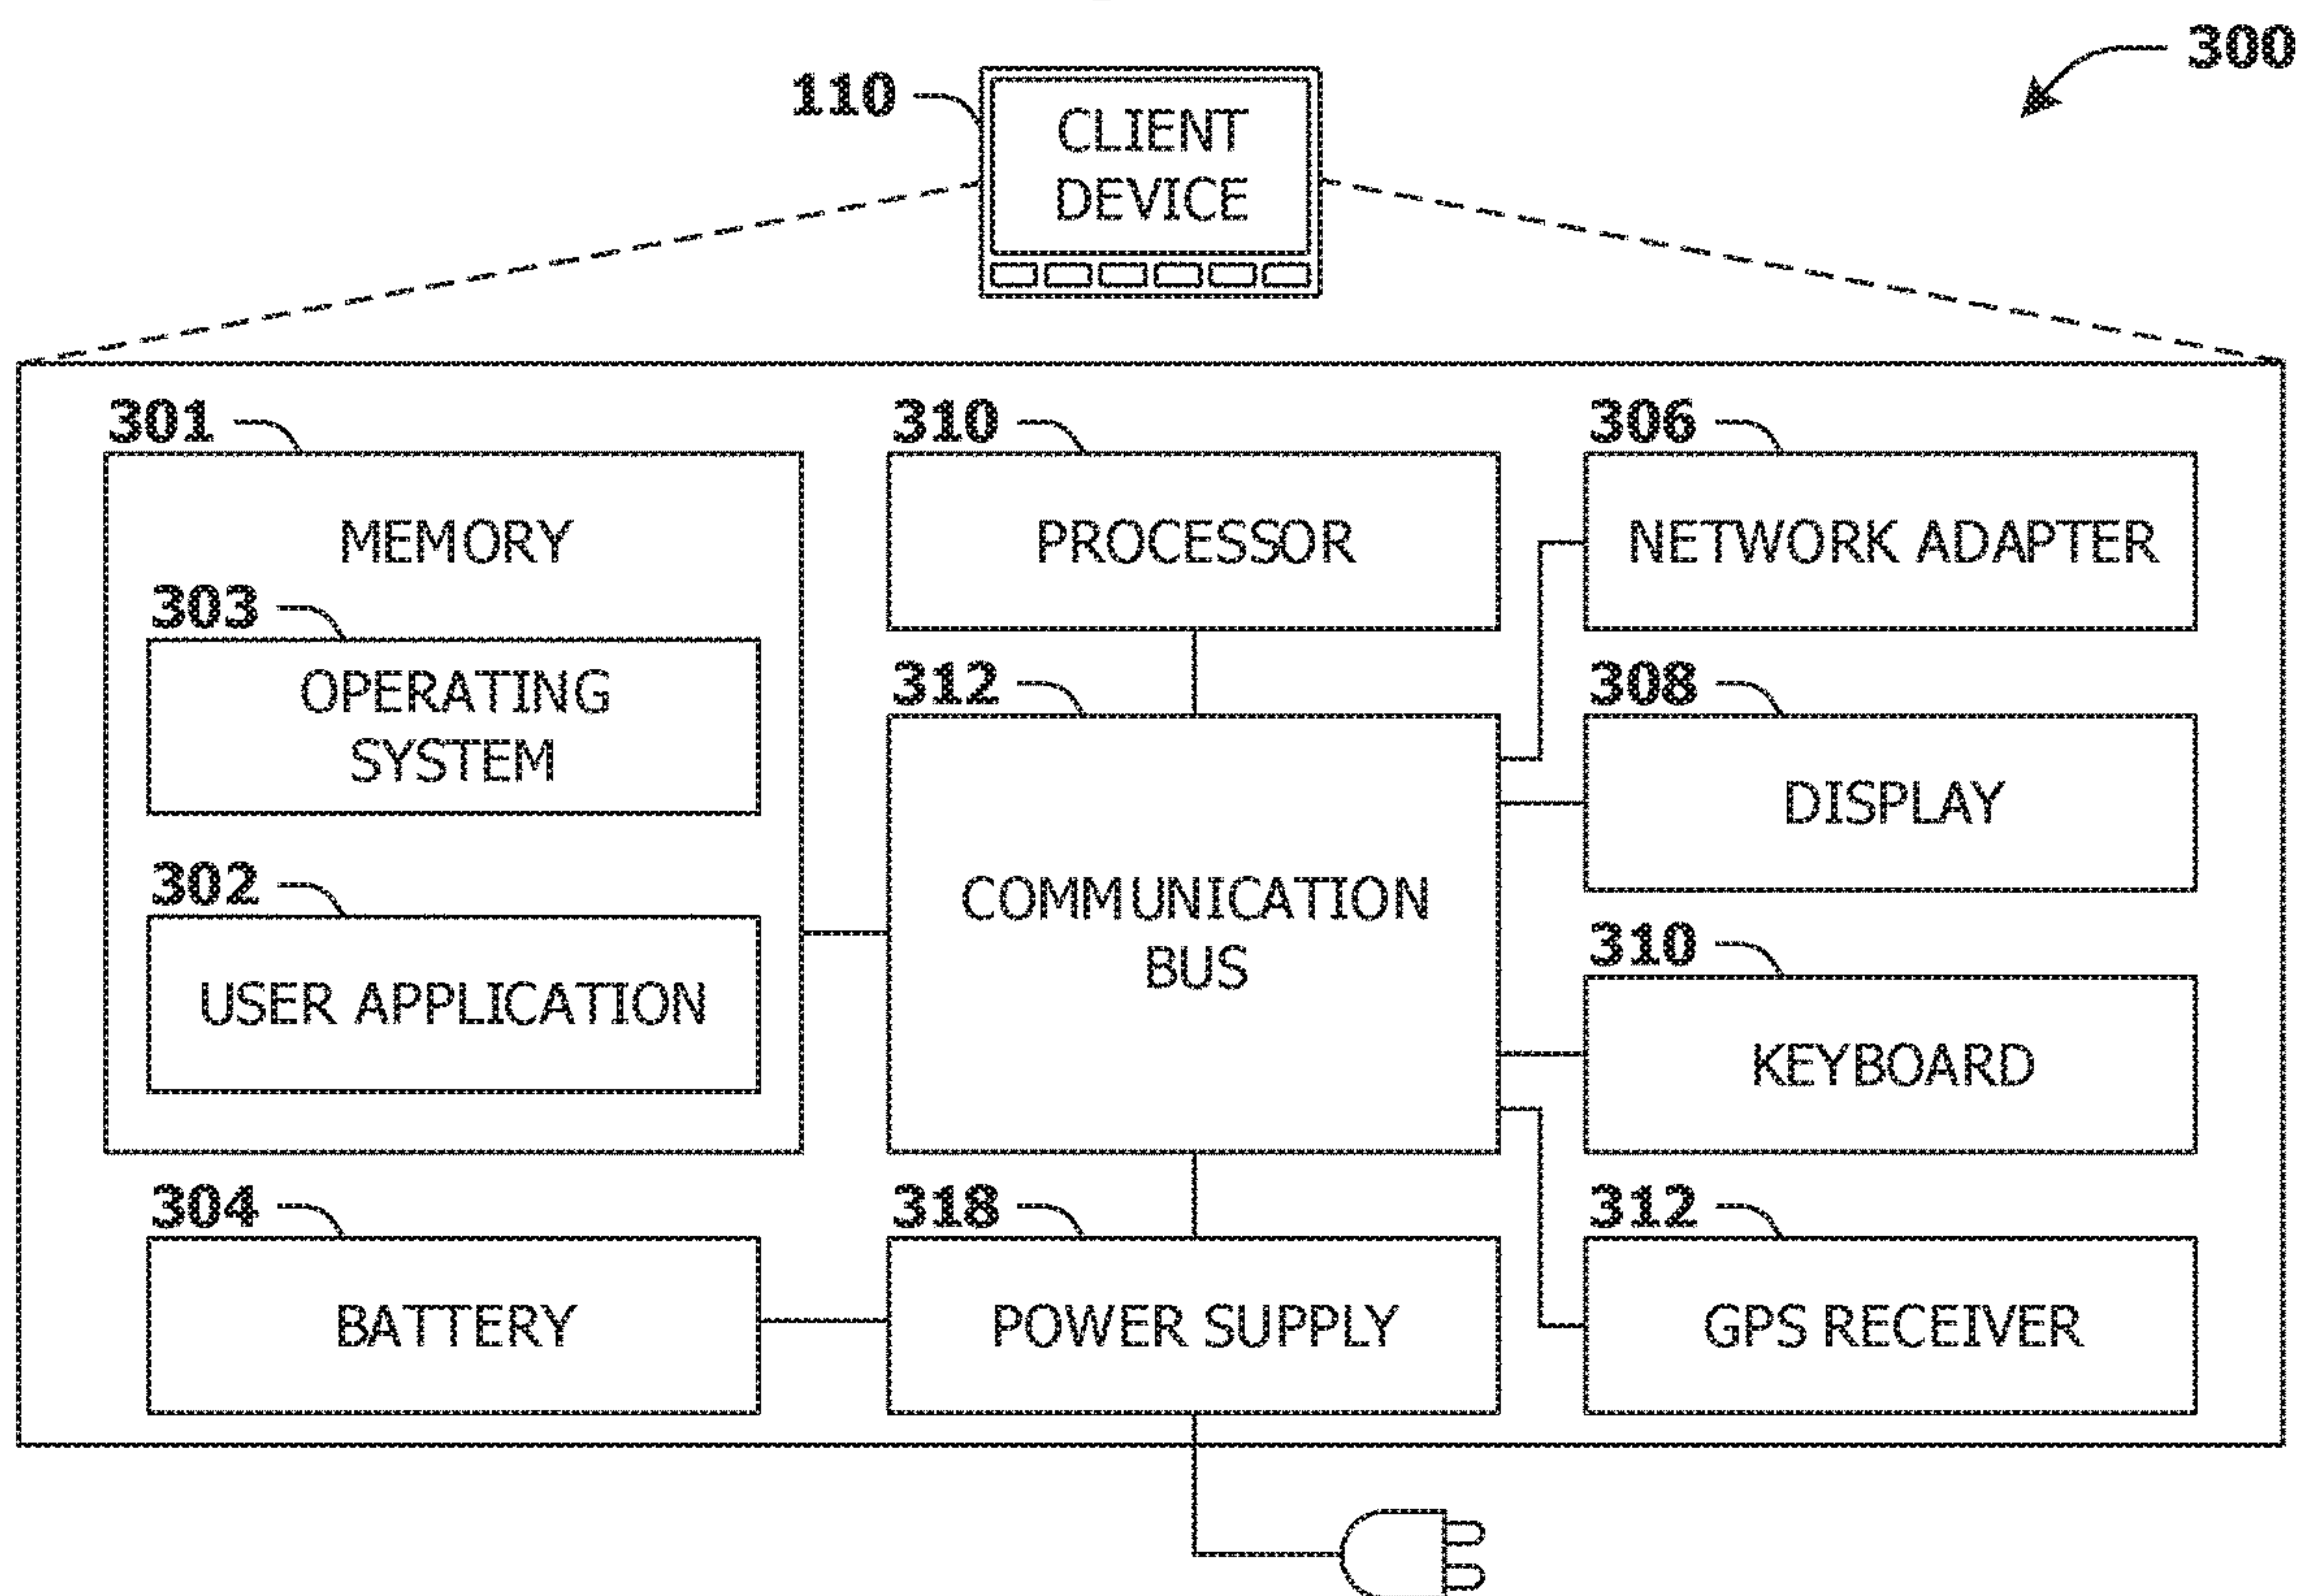 300
110
CLIENT
DEVICE
301
MEMORY
303
OPERATING
SYSTEM
302
USER APPLICATION
304
BATTERY
310
PROCESSOR
312
COMMUNICATION
BUS
318
POWER SUPPLY
306
NETWORK ADAPTER
308
DISPLAY
310
KEYBOARD
312
GPS RECEIVER